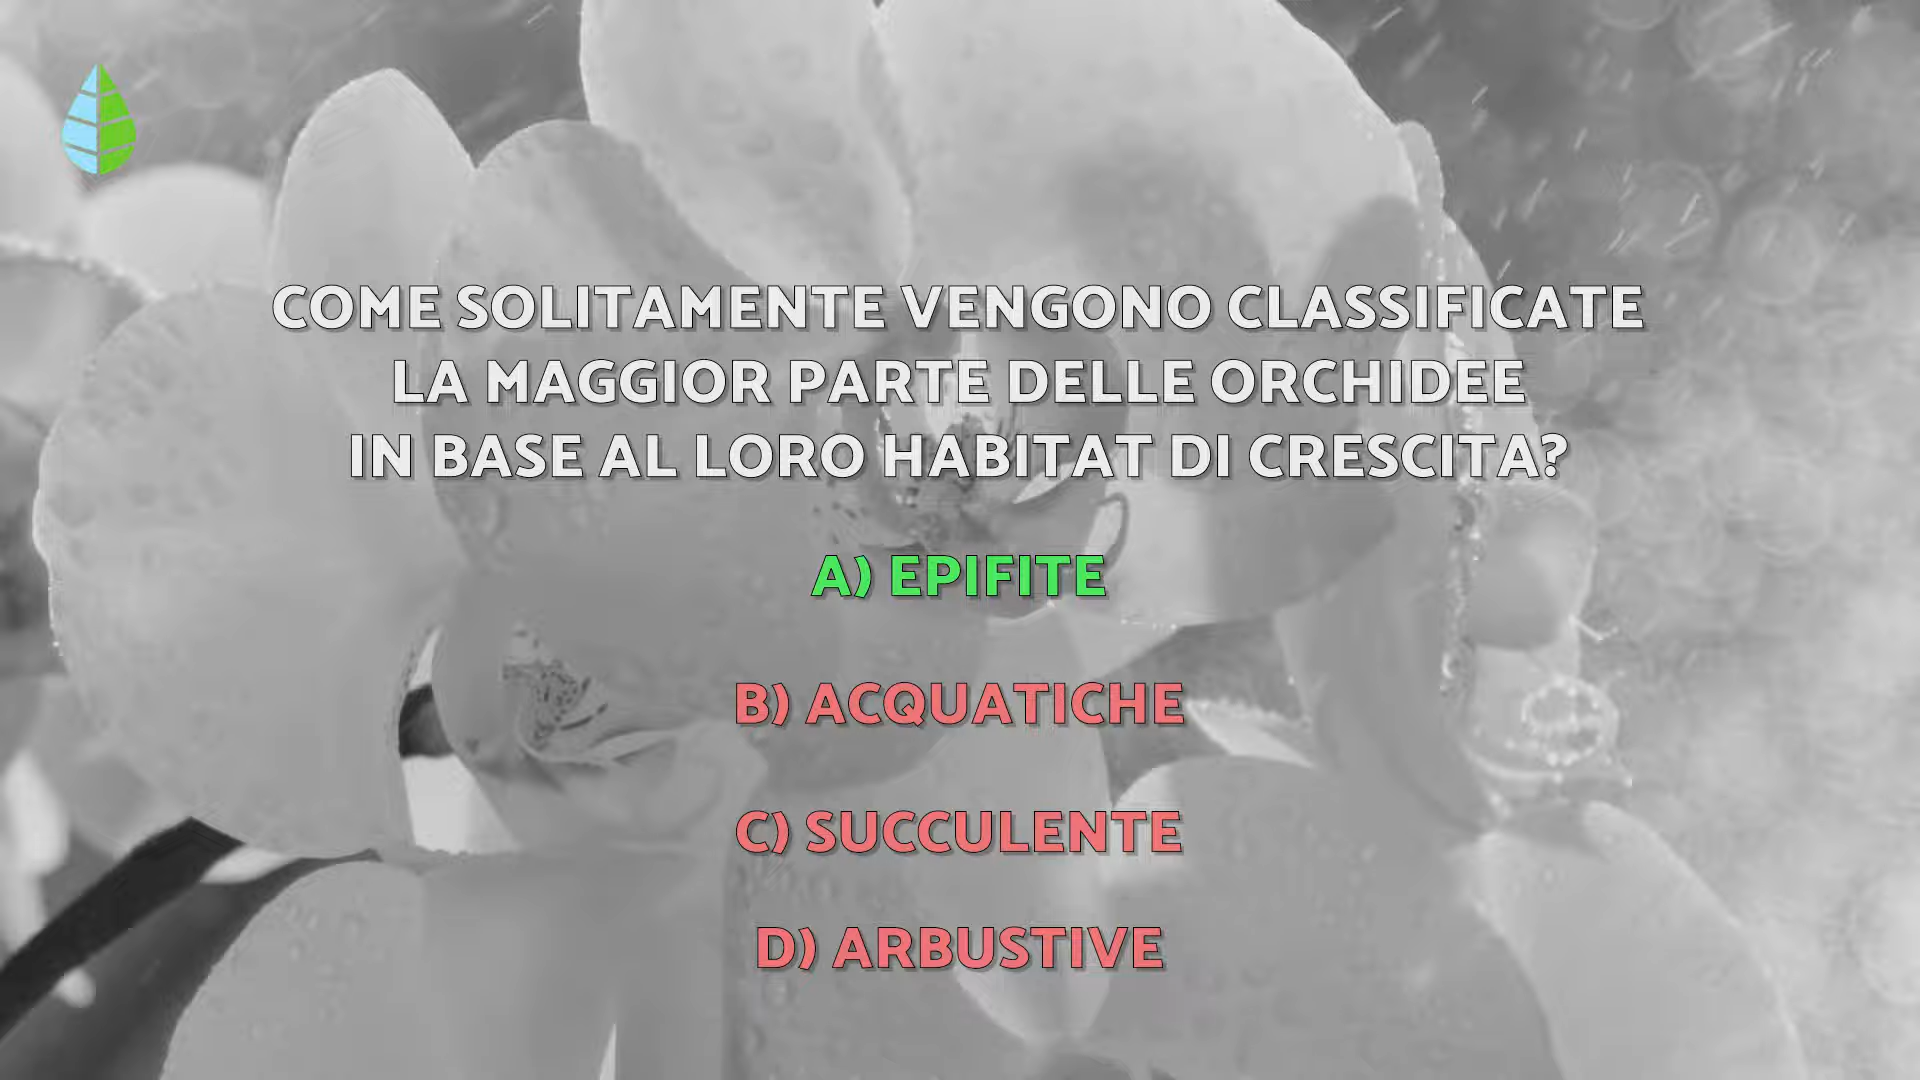 COME SOLITAMENTE VENGONO CLASSIFICATE
LA MAGGIOR PARTE DELLE ORCHIDEE
IN BASE AL LORO HABITAT DI CRESCITA?
A) EPIFITE
B) ACQUATICHE
C) SUCCULENTE
D) ARBUSTIVE